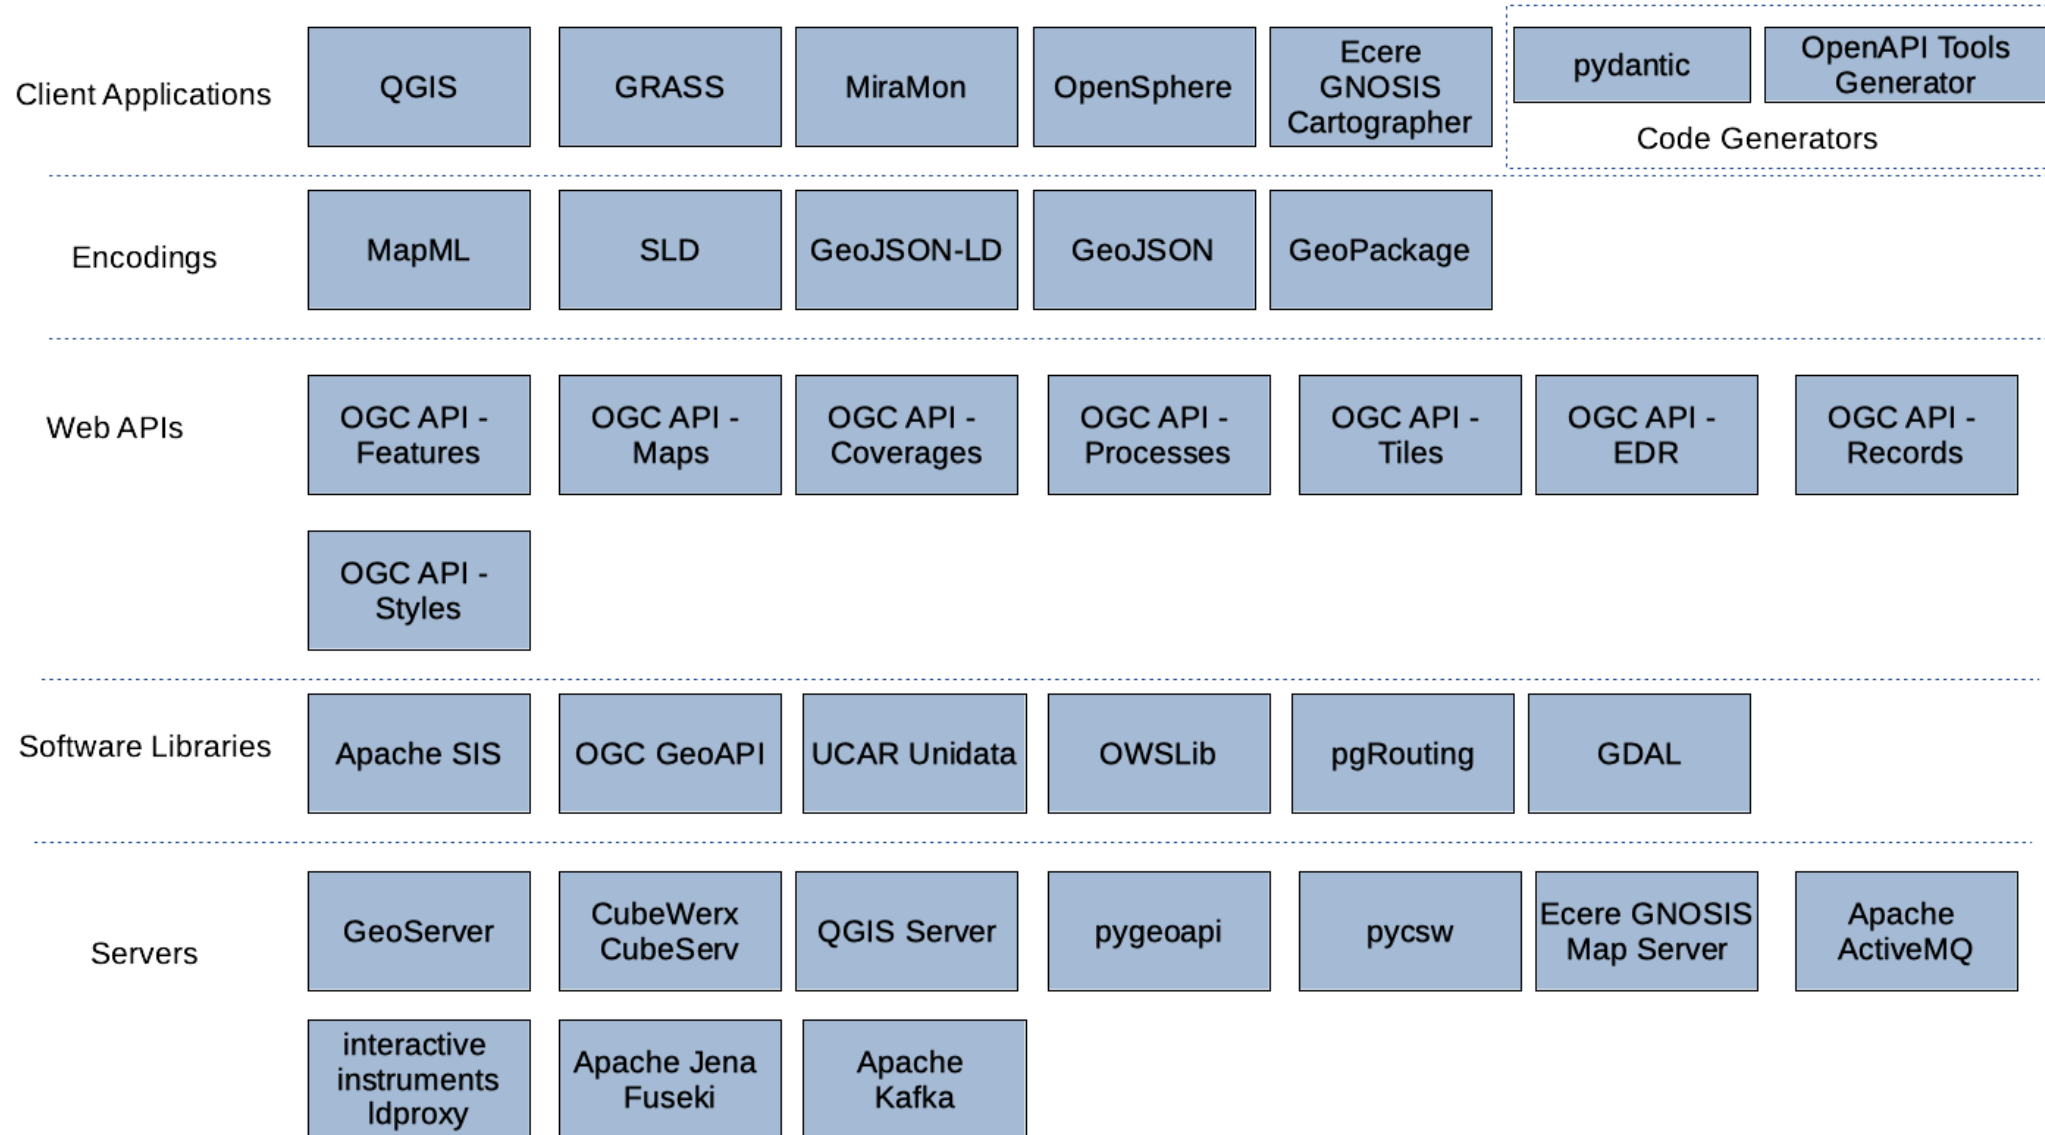 Client Applications
QGIS
GRASS
MiraMon
OpenSphere
Ecere
GNOSIS
Cartographer
pydantic
OpenAPI Tools
Generator
Code Generators
Encodings
MapML
SLD
GeoJSON-LD
GeoJSON
GeoPackage
Web APIs
OGC API -
Features
OGC API -
Maps
OGC API -
Coverages
OGC API -
Processes
OGC API -
Tiles
OGC API -
EDR
OGC API -
Records
OGC API -
Styles
Software Libraries
Apache SIS
OGC GeoAPI
UCAR Unidata
OWSLib
pgRouting
GDAL
Servers
GeoServer
CubeWerx
CubeServ
QGIS Server
pygeoapi
pycsw
Ecere GNOSIS
Map Server
Apache
ActiveMQ
interactive
instruments
ldproxy
Apache Jena
Fuseki
Apache
Kafka